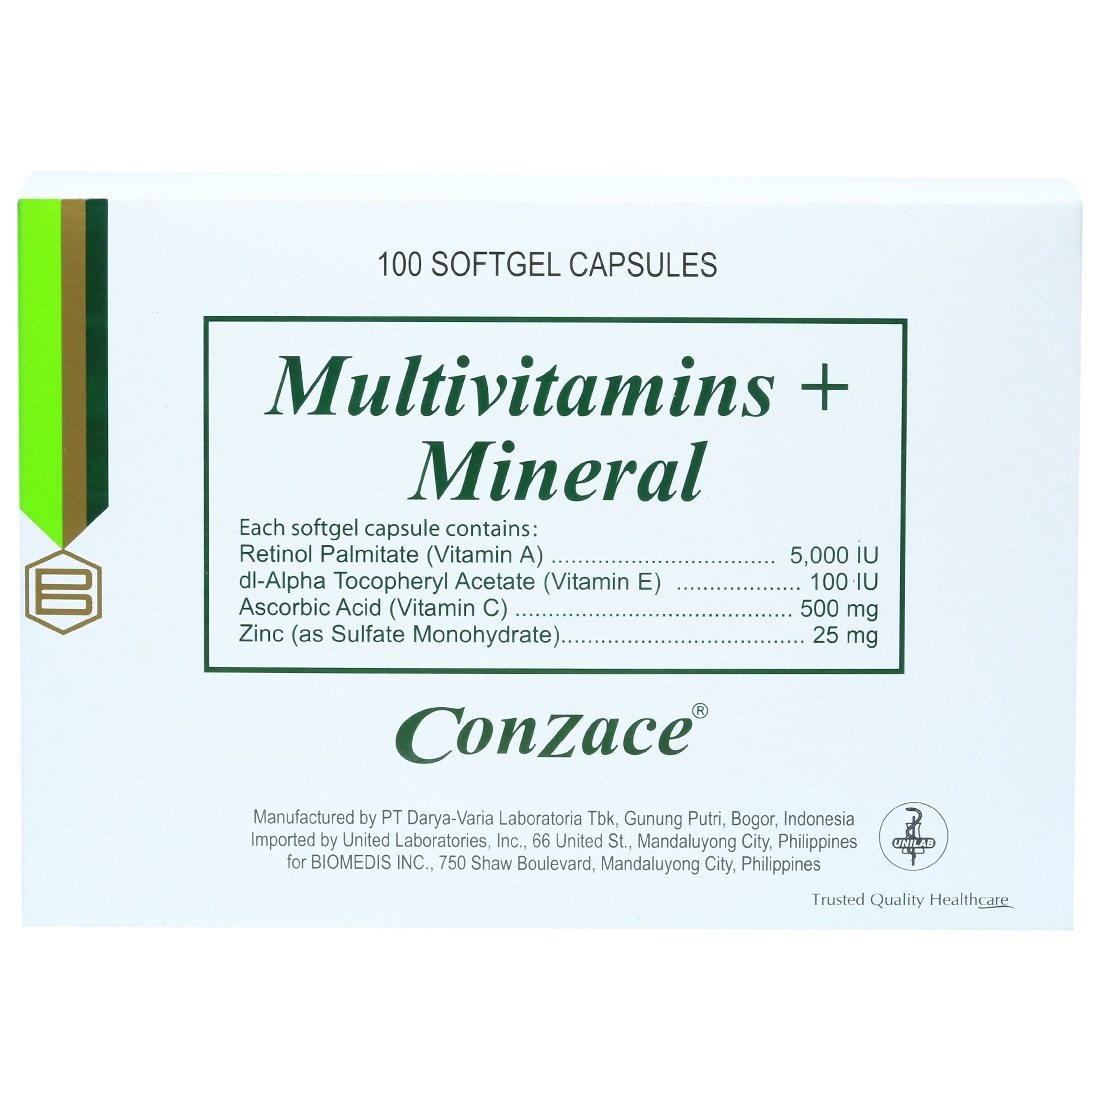 100 SOFTGEL CAPSULES
Multivitamins +
Mineral
Each softgel capsule contains:
Retinol Palmitate (Vitamin A) .................................. 5,000 IU
dl-Alpha Tocopheryl Acetate (Vitamin E) ................... 100 IU
Ascorbic Acid (Vitamin C) .......................................... 500 mg
Zinc (as Sulfate Monohydrate)..................................... 25 mg
B
Conzace®
Manufactured by PT Darya-Varia Laboratoria Tbk, Gunung Putri, Bogor, Indonesia
Imported by United Laboratories, Inc., 66 United St., Mandaluyong City, Philippines
for BIOMEDIS INC., 750 Shaw Boulevard, Mandaluyong City, Philippines
UNILAB
Trusted Quality Healthcare